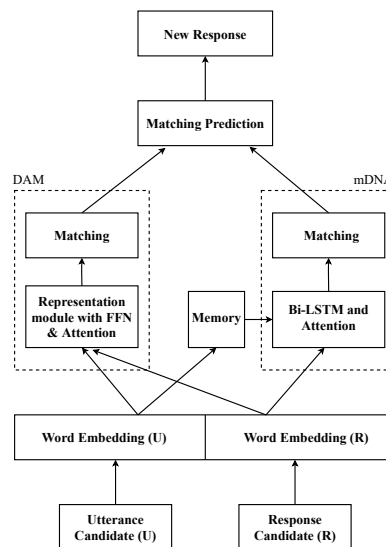 New Response
Matching Prediction
DAM
mDNA
Matching
Matching
Representation
module with FFN
& Attention
Memory
Bi-LSTM and
Attention
Word Embedding (U)
Word Embedding (R)
Utterance
Candidate (U)
Response
Candidate (R)